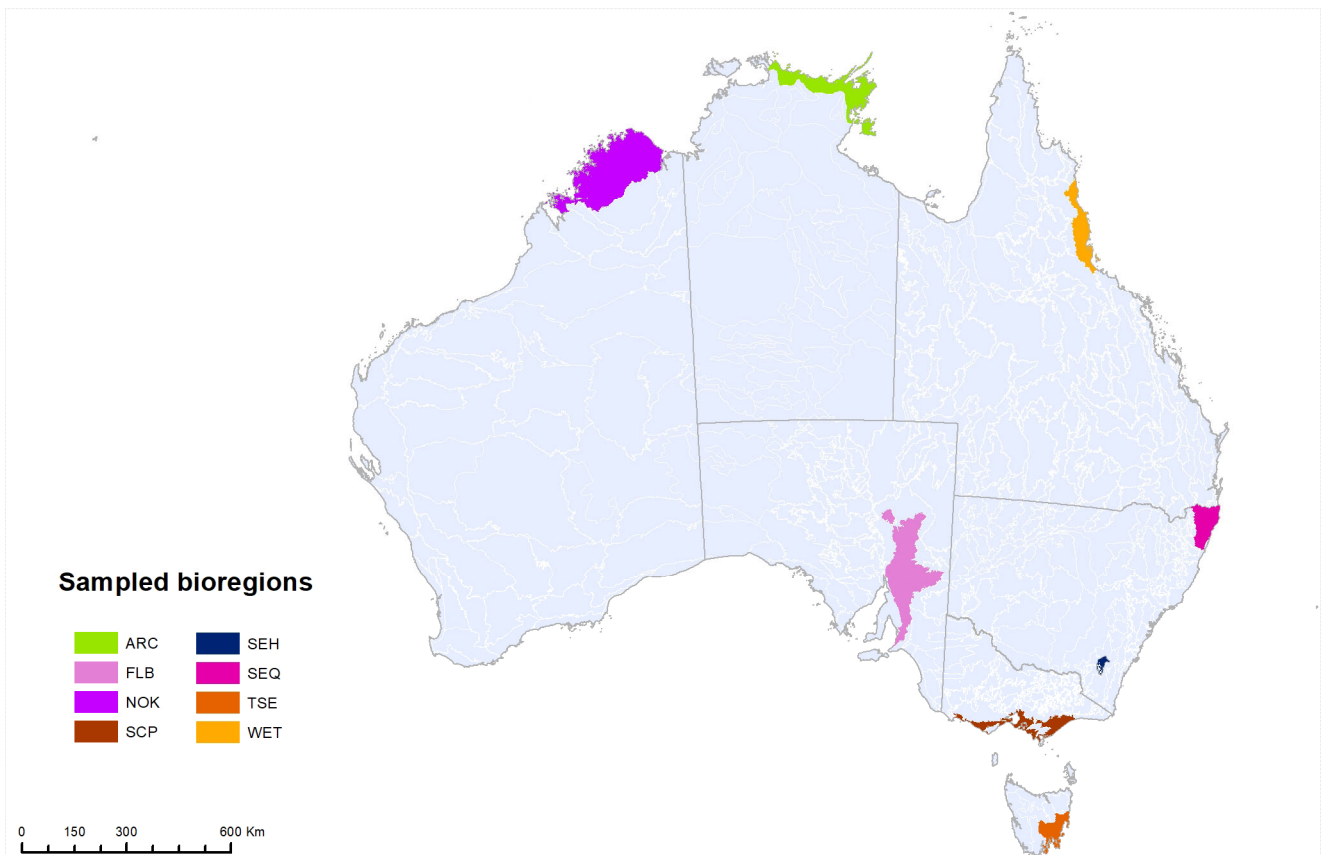 Sampled bioregions
ARC SEH
FLB SEQ
NOK TSE
SCP WET
0 150 300 600 Km